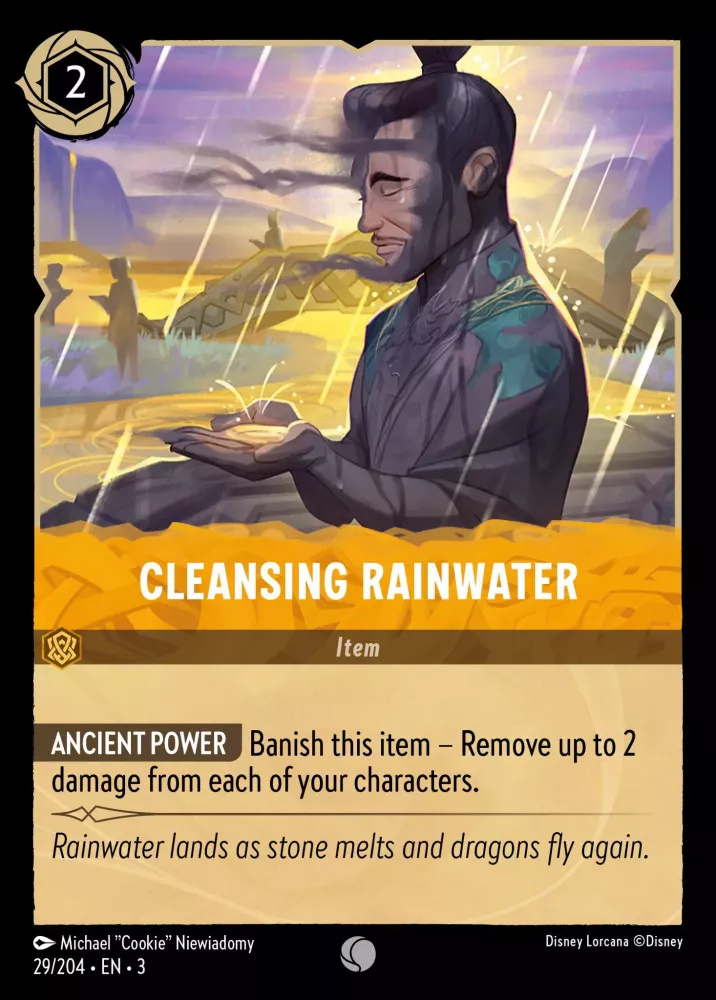 2
CLEANSING RAINWATER
Item
ANCIENT POWER Banish this item – Remove up to 2
damage from each of your characters.
Rainwater lands as stone melts and dragons fly again.
Michael "Cookie" Niewiadomy
Disney Lorcana ©Disney
29/204 • EN • 3